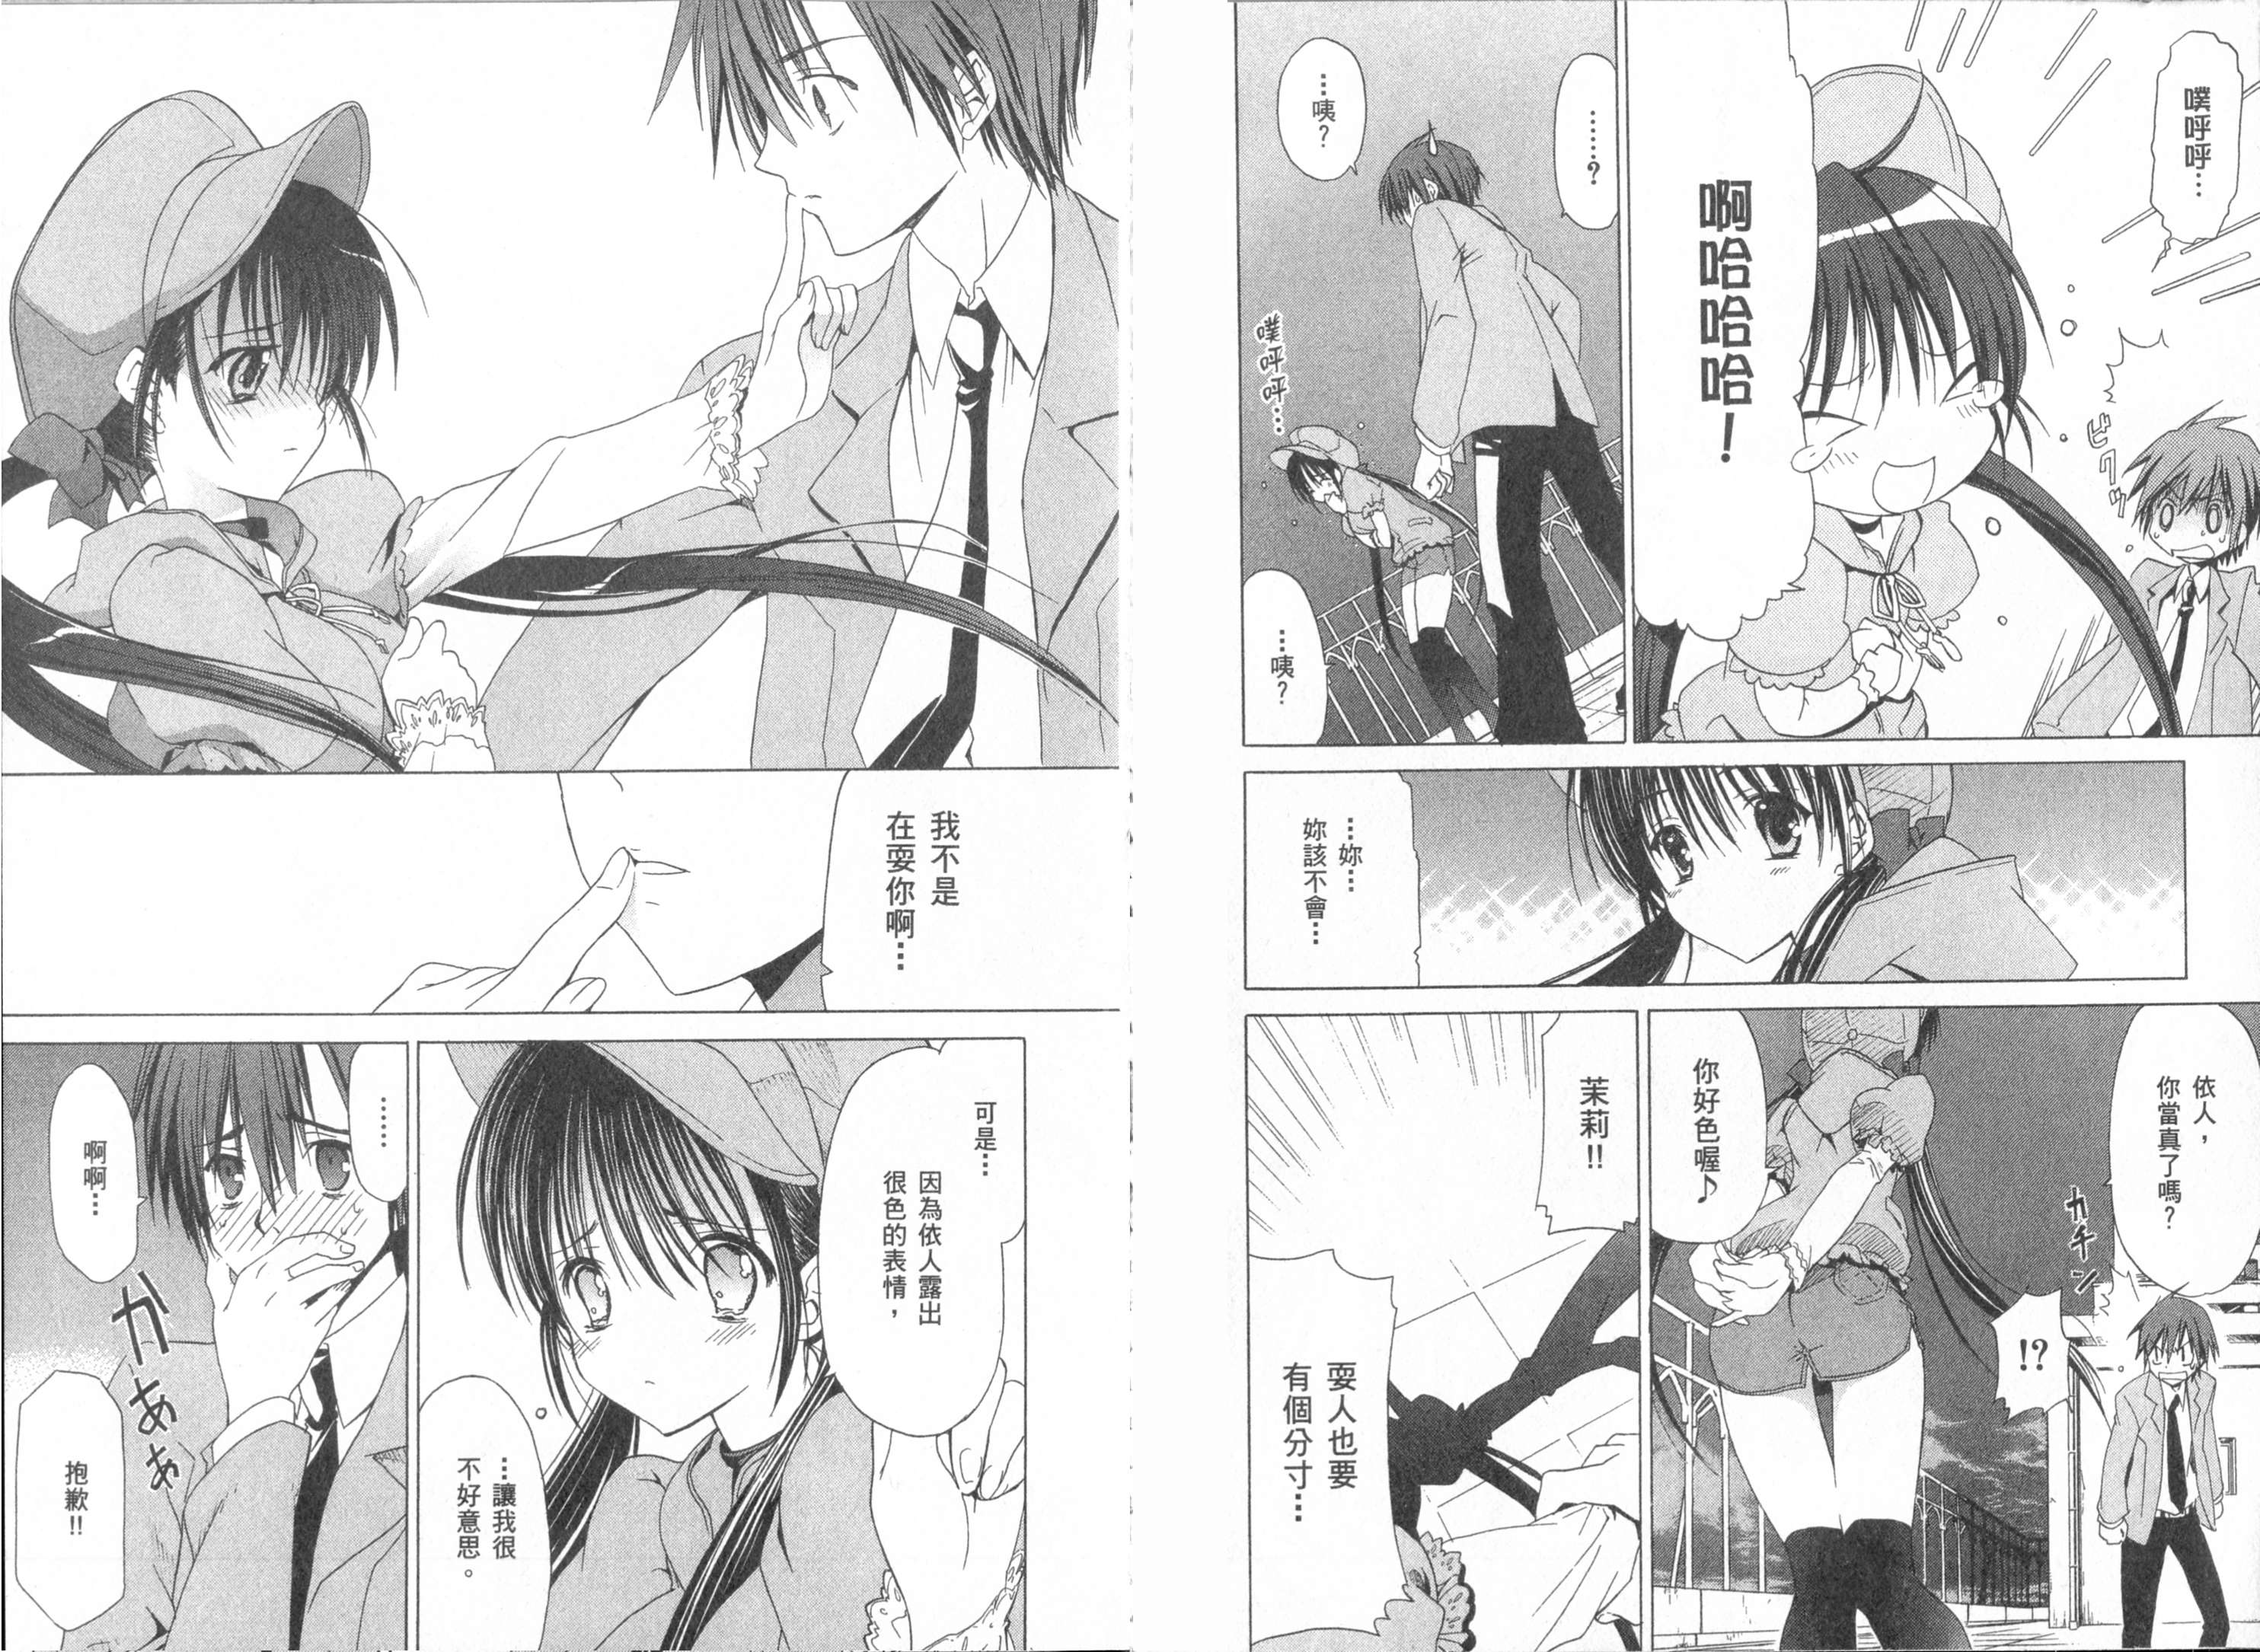 噗呼呼…
啊哈哈哈！
ビクッ
……？
…咦？
噗呼呼…
…咦？
…妳…
妳該不會…
依人，
你當真了嗎？
カチン
!?
你好色喔♪
茉莉!!
耍人也要
有個分寸…
我不是
在耍你啊…
可是…
因為依人露出
很色的表情，
…讓我很
不好意思。
……
啊啊…
かぁぁ
抱歉!!